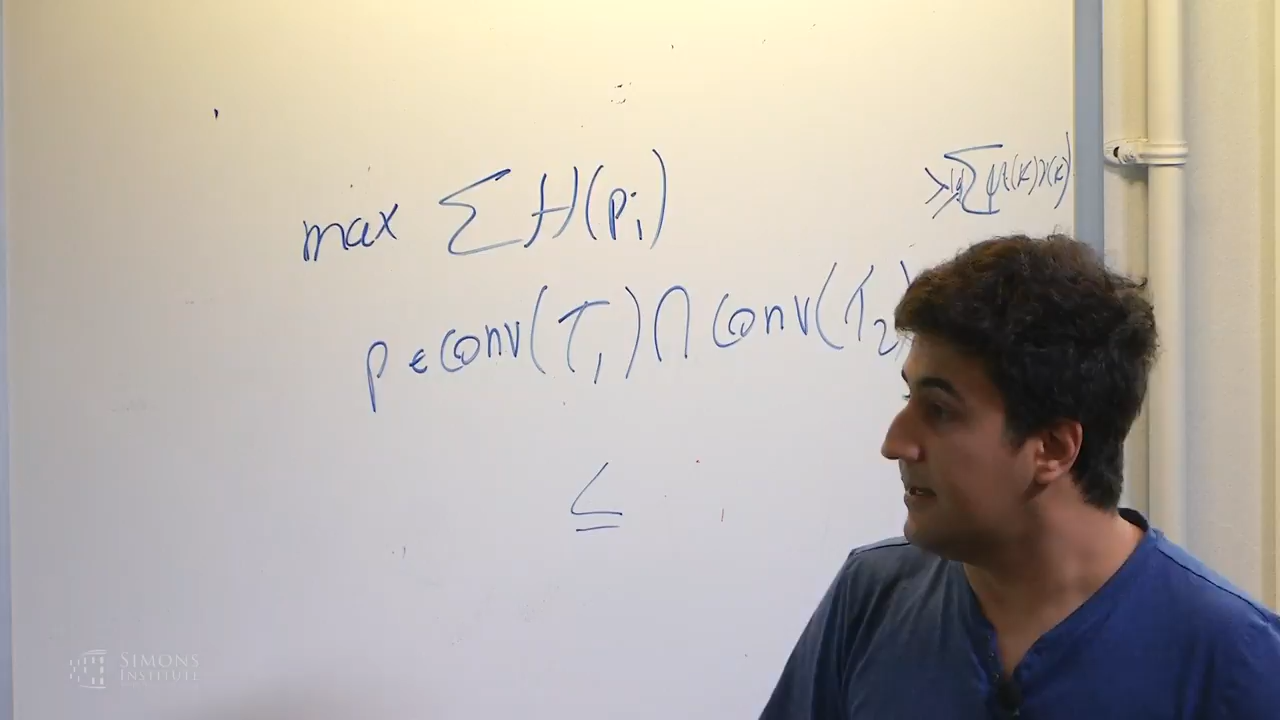 max Σ H(pᵢ)
p ∈ conv(T₁) ∩ conv(T₂)
≤
SIMONS
INSTITUTE